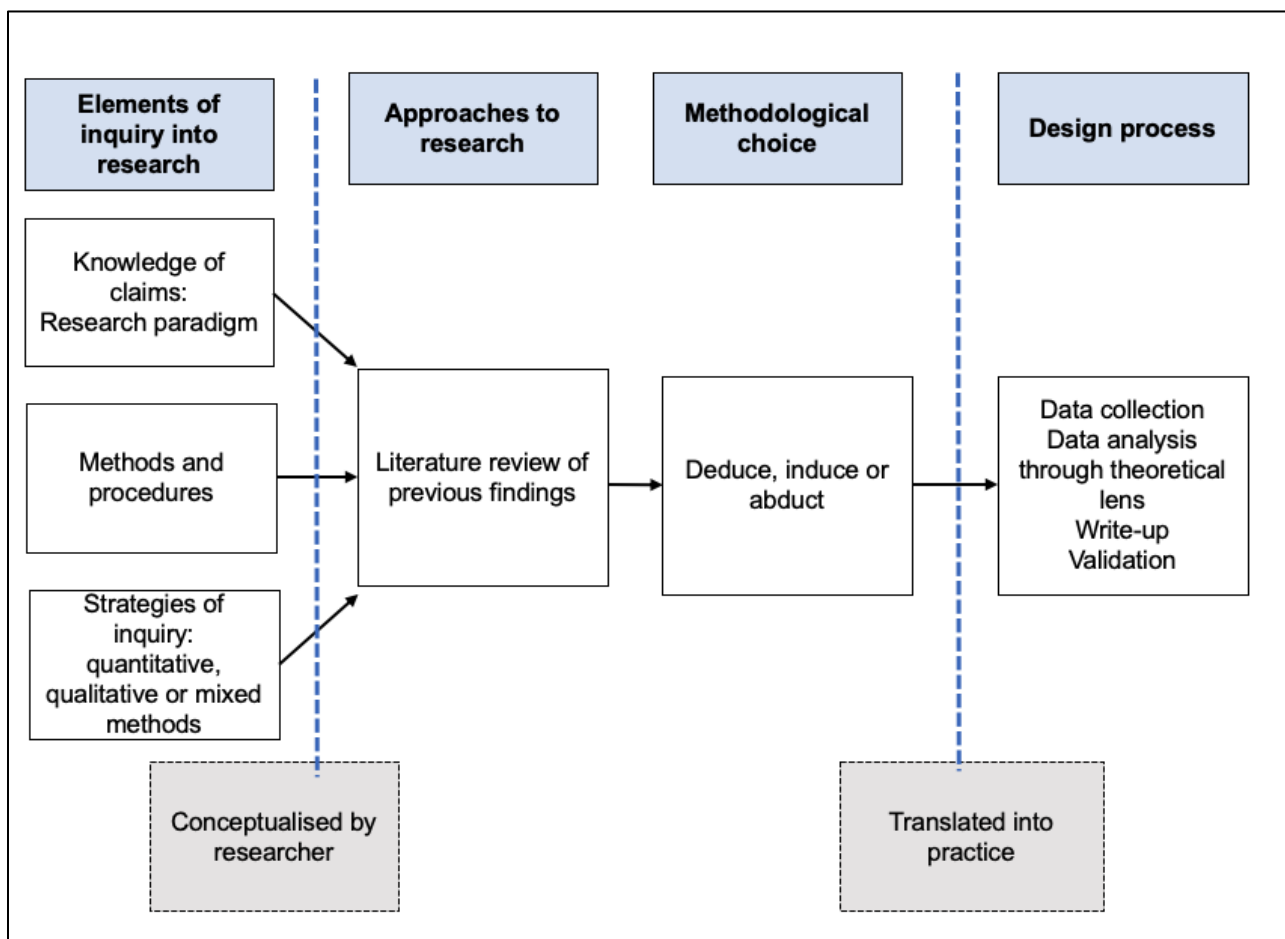 Elements of
inquiry into
research
Approaches to
research
Methodological
choice
Design process
Knowledge of
claims:
Research paradigm
Methods and
procedures
Strategies of
inquiry:
quantitative,
qualitative or mixed
methods
Literature review of
previous findings
Deduce, induce or
abduct
Data collection
Data analysis
through theoretical
lens
Write-up
Validation
Conceptualised by
researcher
Translated into
practice